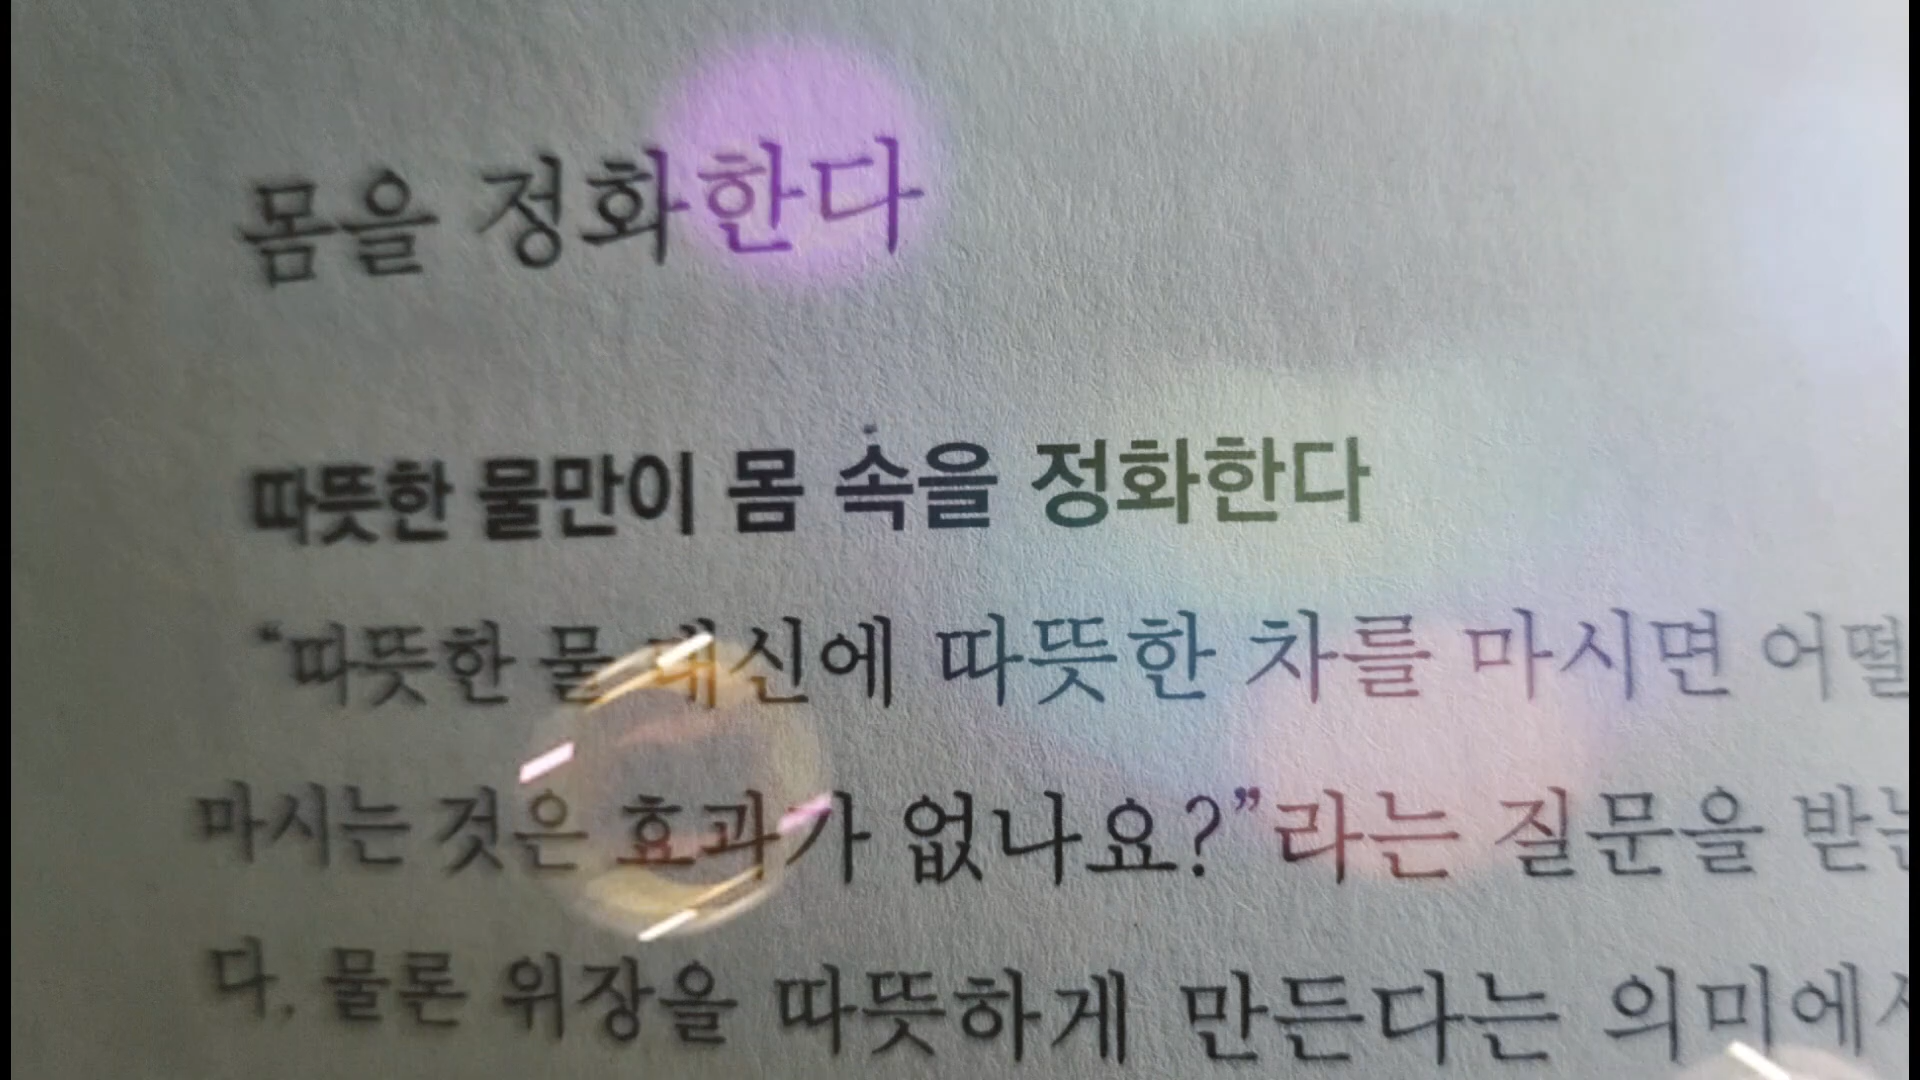 몸을 정화한다
따뜻한 물만이 몸 속을 정화한다
“따뜻한 물 대신에 따뜻한 차를 마시면 어떨
마시는 것은 효과가 없나요?”라는 질문을 받는
다. 물론 위장을 따뜻하게 만든다는 의미에서